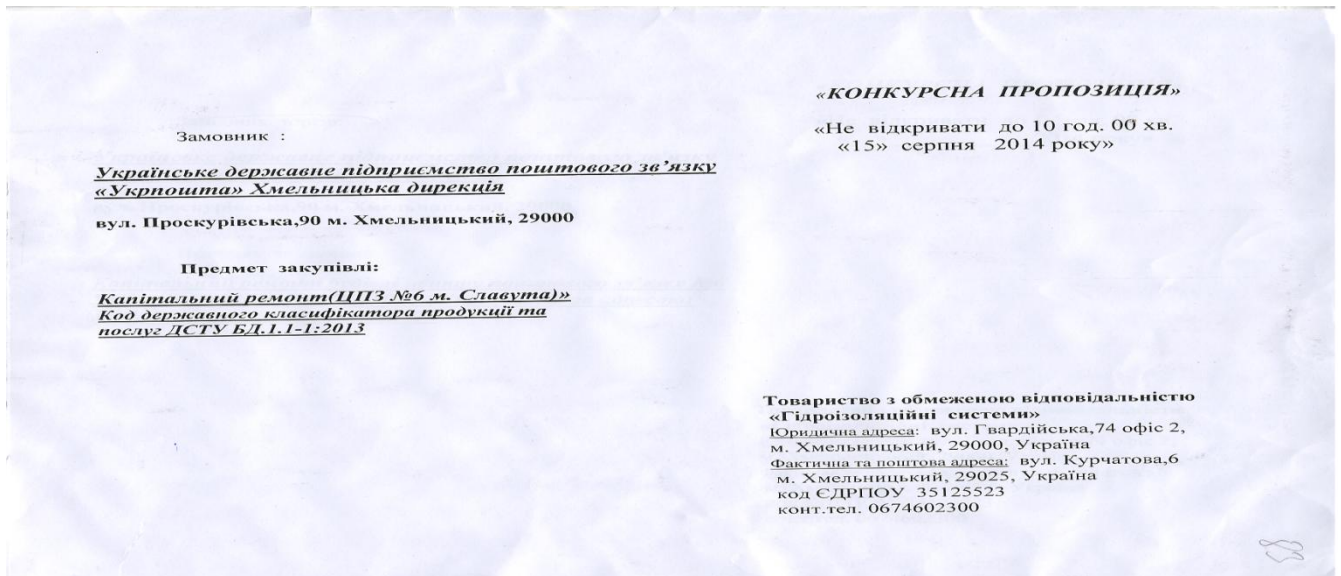 «КОНКУРСНА ПРОПОЗИЦІЯ»
«Не відкривати до 10 год. 00 хв.
«15» серпня 2014 року»
Замовник :
Українське державне підприємство поштового зв’язку
«Укрпошта» Хмельницька дирекція
вул. Проскурівська,90 м. Хмельницький, 29000
Предмет закупівлі:
Капітальний ремонт(ЦПЗ №6 м. Славута)»
Код державного класифікатора продукції та
послуг ДСТУ БД.1.1-1:2013
Товариство з обмеженою відповідальністю
«Гідроізоляційні системи»
Юридична адреса: вул. Гвардійська,74 офіс 2,
м. Хмельницький, 29000, Україна
Фактична та поштова адреса: вул. Курчатова,6
м. Хмельницький, 29025, Україна
код ЄДРПОУ 35125523
конт.тел. 0674602300